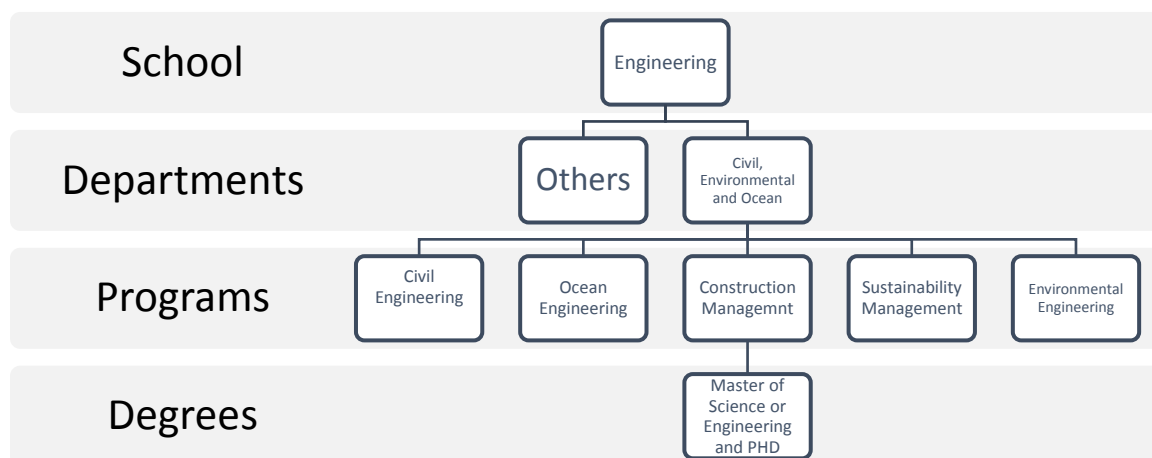 School
Engineering
Departments
Others
Civil,
Environmental
and Ocean
Programs
Civil
Engineering
Ocean
Engineering
Construction
Managemnt
Sustainability
Management
Environmental
Engineering
Degrees
Master of
Science or
Engineering
and PHD